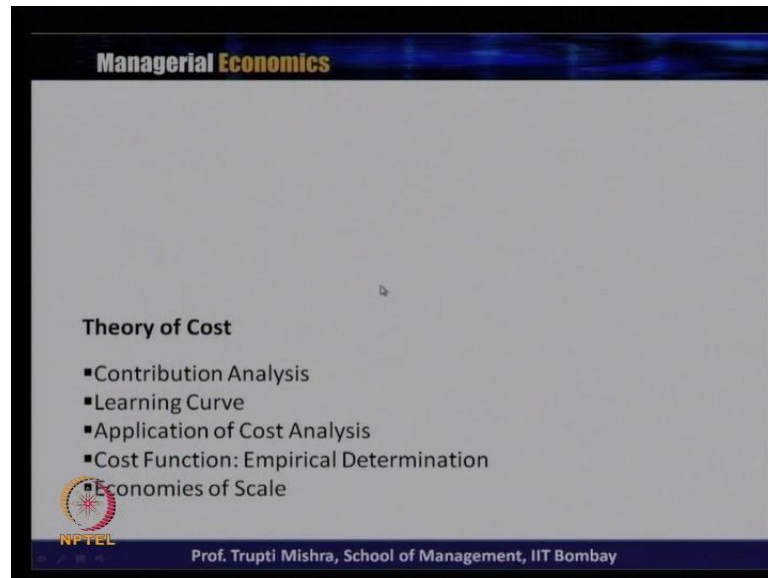 Managerial Economics
Theory of Cost
▪Contribution Analysis
▪Learning Curve
▪Application of Cost Analysis
▪Cost Function: Empirical Determination
▪Economies of Scale
NPTEL
Prof. Trupti Mishra, School of Management, IIT Bombay